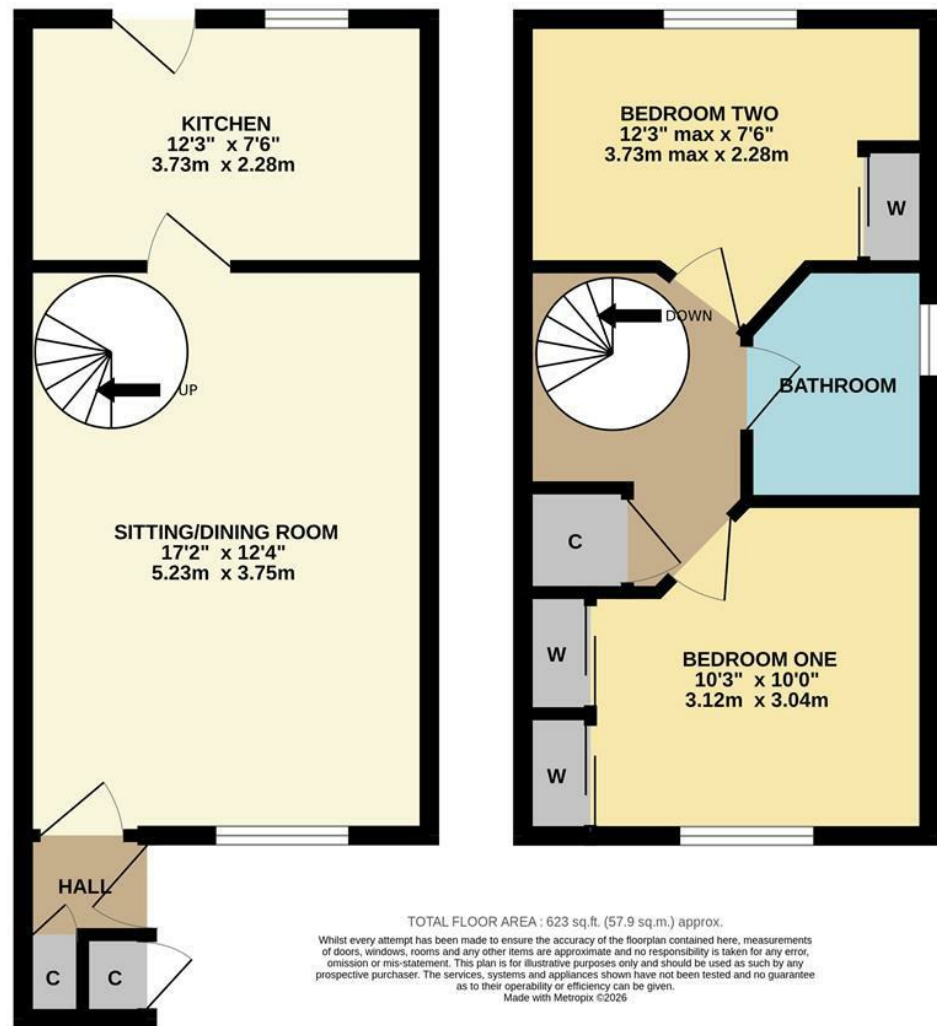 KITCHEN
12'3" x 7'6"
3.73m x 2.28m
UP
SITTING/DINING ROOM
17'2" x 12'4"
5.23m x 3.75m
HALL
C
C
BEDROOM TWO
12'3" max x 7'6"
3.73m max x 2.28m
W
DOWN
BATHROOM
C
W
BEDROOM ONE
10'3" x 10'0"
3.12m x 3.04m
W
TOTAL FLOOR AREA : 623 sq.ft. (57.9 sq.m.) approx.
Whilst every attempt has been made to ensure the accuracy of the floorplan contained here, measurements
of doors, windows, rooms and any other items are approximate and no responsibility is taken for any error,
omission or mis-statement. This plan is for illustrative purposes only and should be used as such by any
prospective purchaser. The services, systems and appliances shown have not been tested and no guarantee
as to their operability or efficiency can be given.
Made with Metropix ©2026